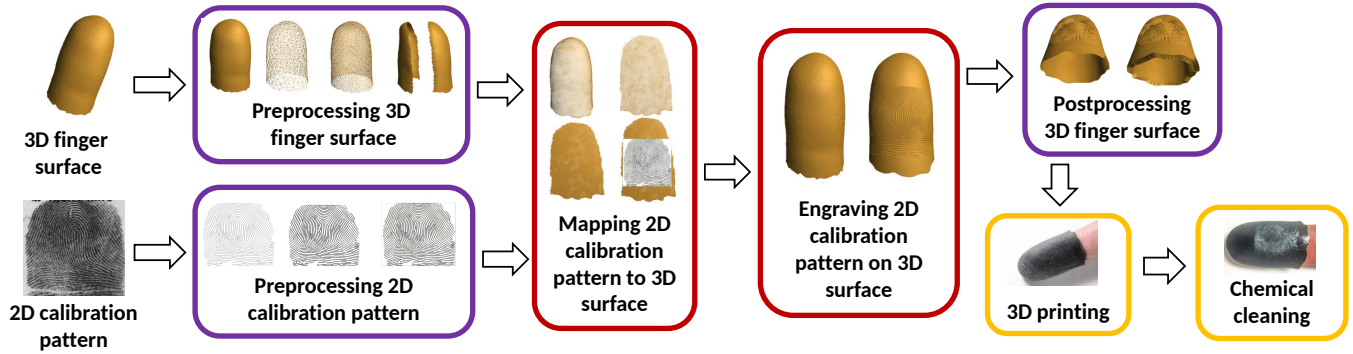 3D finger
surface
Preprocessing 3D
finger surface
2D calibration
pattern
Preprocessing 2D
calibration pattern
Mapping 2D
calibration
pattern to 3D
surface
Engraving 2D
calibration
pattern on 3D
surface
Postprocessing
3D finger surface
3D printing
Chemical
cleaning